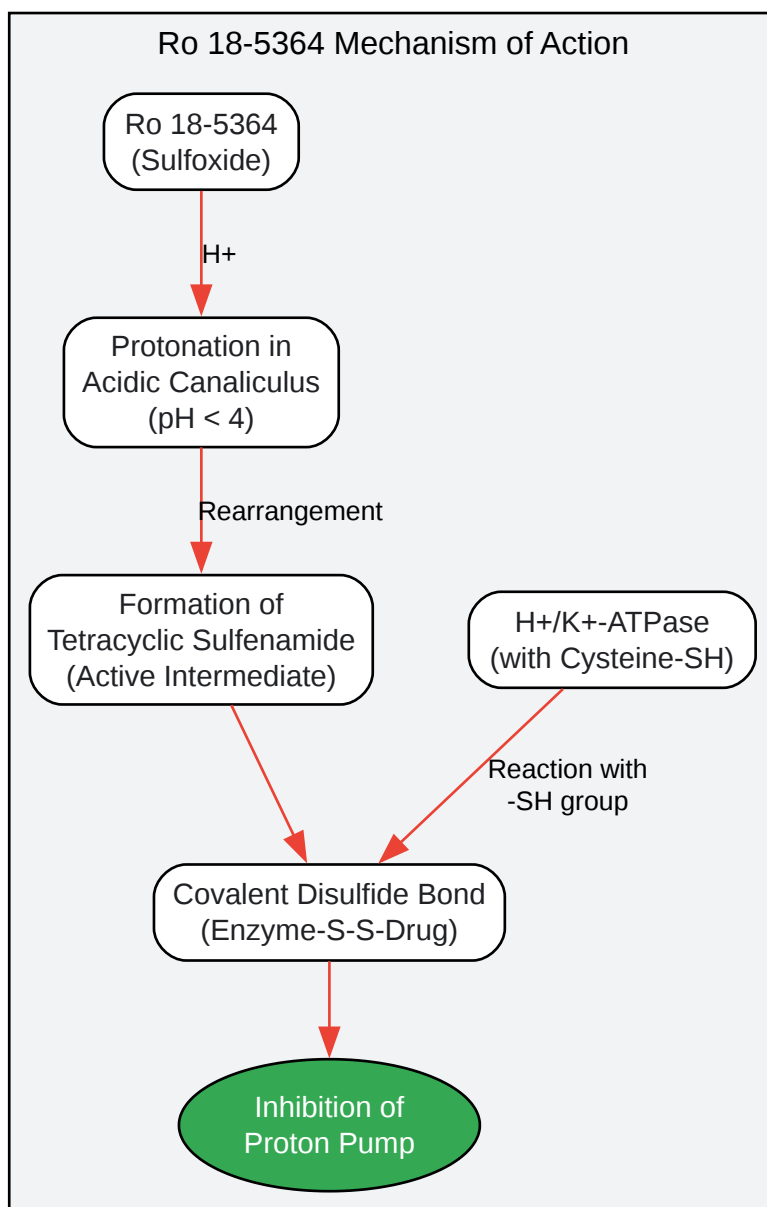 Ro 18-5364 Mechanism of Action
Ro 18-5364
(Sulfoxide)
H+
Protonation in
Acidic Canaliculus
(pH < 4)
Rearrangement
Formation of
Tetracyclic Sulfenamide
(Active Intermediate)
H+/K+-ATPase
(with Cysteine-SH)
Reaction with
-SH group
Covalent Disulfide Bond
(Enzyme-S-S-Drug)
Inhibition of
Proton Pump